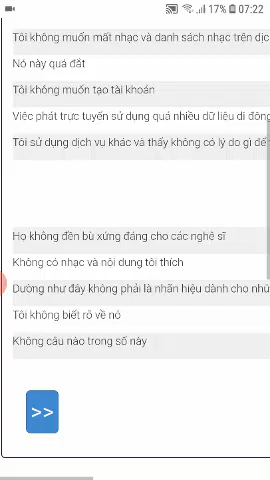 17% 07:22
Tôi không muốn mất nhạc và danh sách nhạc trên dịc
Nó này quá đắt
Tôi không muốn tạo tài khoản
Việc phát trực tuyến sử dụng quá nhiều dữ liệu di động
Tôi sử dụng dịch vụ khác và thấy không có lý do gì để
Họ không đền bù xứng đáng cho các nghệ sĩ
Không có nhạc và nội dung tôi thích
Dường như đây không phải là nhãn hiệu dành cho nhữ
Tôi không biết rõ về nó
Không câu nào trong số này
>>